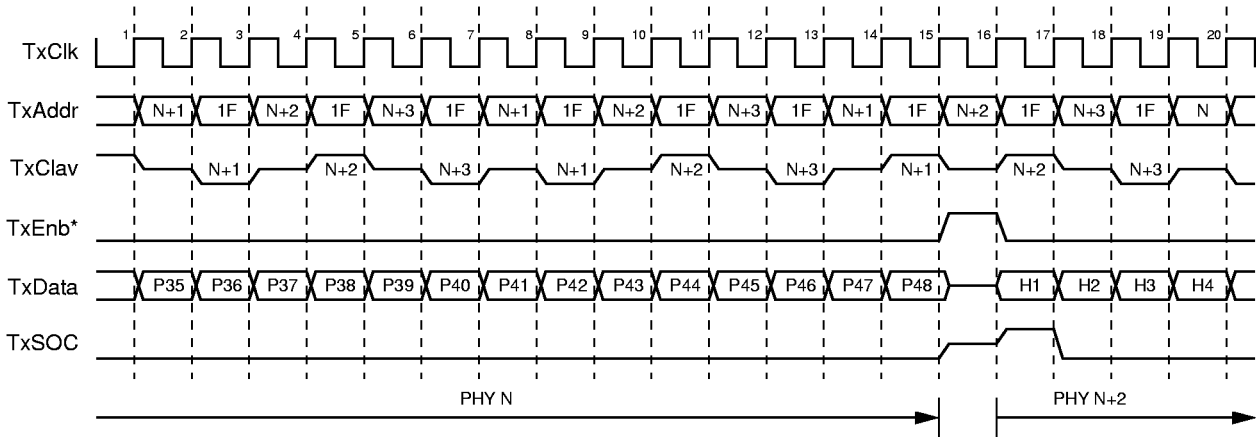 TxClk 1 2 3 4 5 6 7 8 9 10 11 12 13 14 15 16 17 18 19 20
TxAddr N+1 1F N+2 1F N+3 1F N+1 1F N+2 1F N+3 1F N+1 1F N+2 1F N+3 1F N
TxClav N+1 N+2 N+3 N+1 N+2 N+3 N+1 N+2 N+3
TxEnb*
TxData P35 P36 P37 P38 P39 P40 P41 P42 P43 P44 P45 P46 P47 P48 H1 H2 H3 H4
TxSOC
PHY N PHY N+2